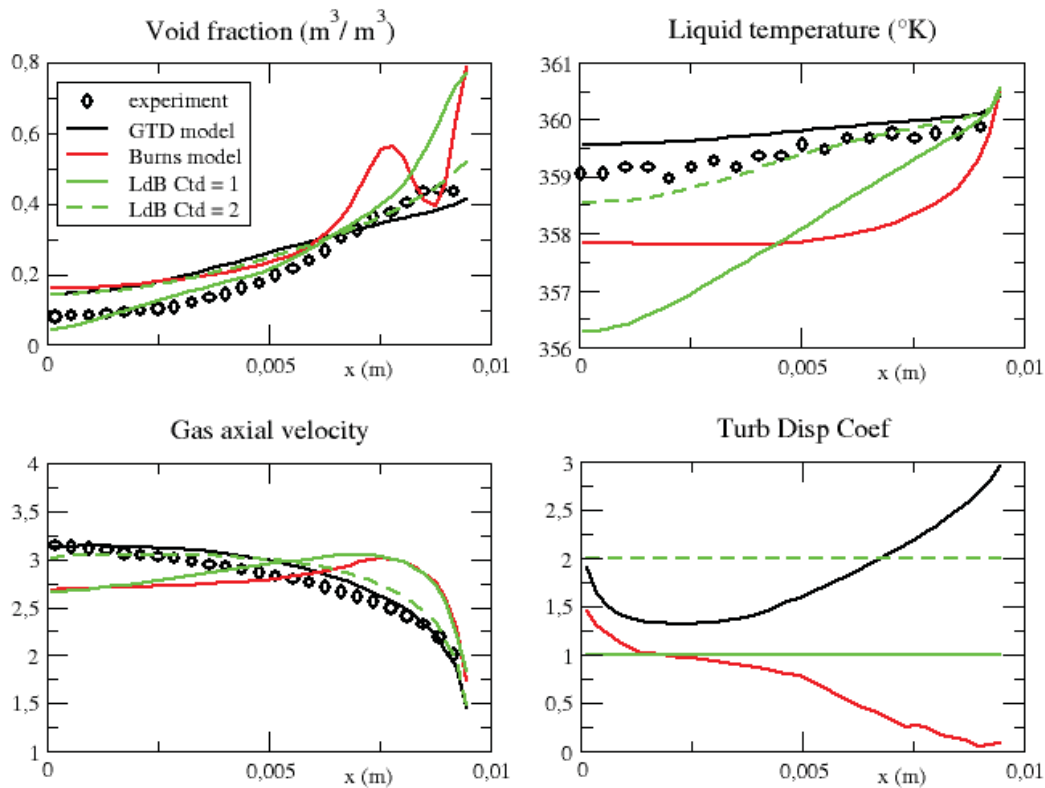 Void fraction (m³/ m³)
0,8
0,6
0,4
0,2
0
experiment
GTD model
Burns model
LdB Ctd = 1
LdB Ctd = 2
0
0,005
0,01
x (m)
Liquid temperature (°K)
361
360
359
358
357
356
0
0,005
0,01
x (m)
Gas axial velocity
4
3,5
3
2,5
2
1,5
1
0
0,005
0,01
x (m)
Turb Disp Coef
3
2,5
2
1,5
1
0,5
0
0
0,005
0,01
x (m)